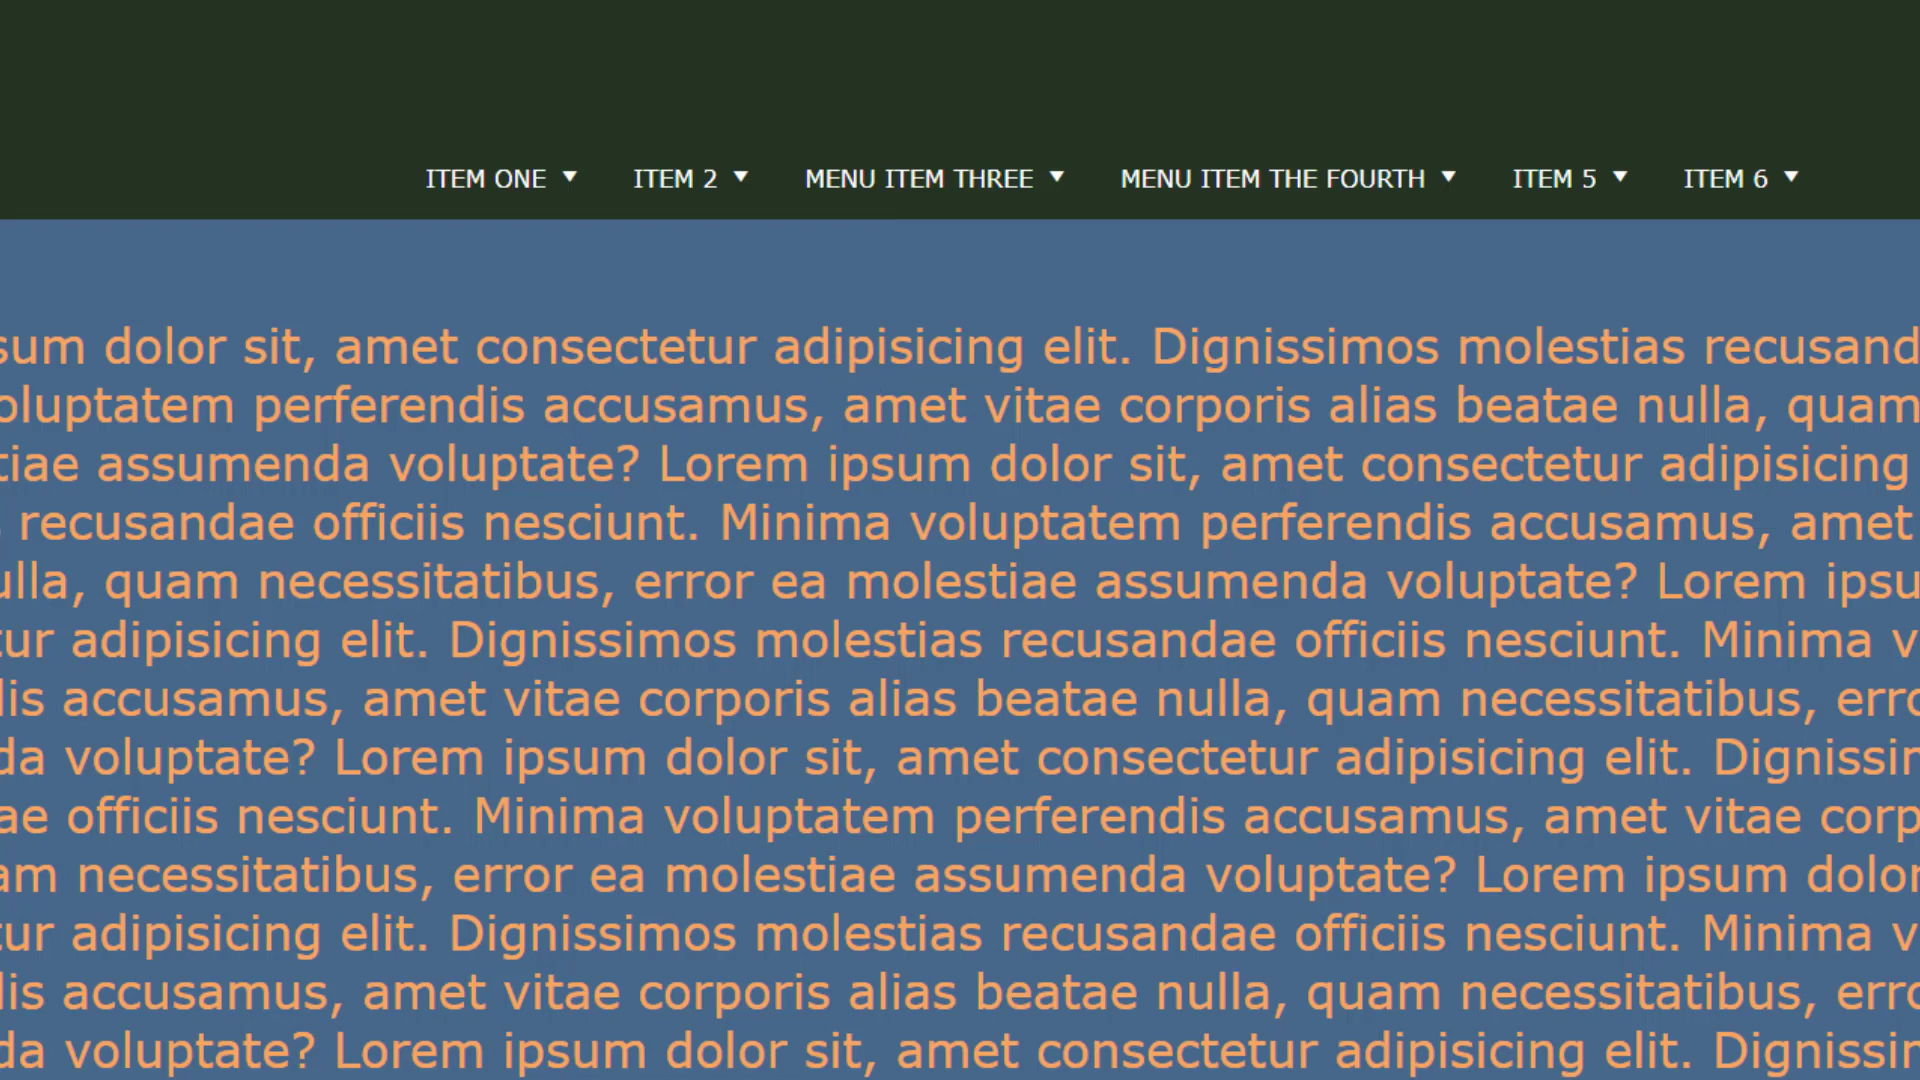 ITEM ONE ▼ ITEM 2 ▼ MENU ITEM THREE ▼ MENU ITEM THE FOURTH ▼ ITEM 5 ▼ ITEM 6 ▼
sum dolor sit, amet consectetur adipisicing elit. Dignissimos molestias recusand
oluptatem perferendis accusamus, amet vitae corporis alias beatae nulla, quam
tiae assumenda voluptate? Lorem ipsum dolor sit, amet consectetur adipisicing
recusandae officiis nesciunt. Minima voluptatem perferendis accusamus, amet
ulla, quam necessitatibus, error ea molestiae assumenda voluptate? Lorem ipsu
tur adipisicing elit. Dignissimos molestias recusandae officiis nesciunt. Minima v
lis accusamus, amet vitae corporis alias beatae nulla, quam necessitatibus, erro
da voluptate? Lorem ipsum dolor sit, amet consectetur adipisicing elit. Dignissim
ae officiis nesciunt. Minima voluptatem perferendis accusamus, amet vitae corp
am necessitatibus, error ea molestiae assumenda voluptate? Lorem ipsum dolor
tur adipisicing elit. Dignissimos molestias recusandae officiis nesciunt. Minima v
lis accusamus, amet vitae corporis alias beatae nulla, quam necessitatibus, erro
da voluptate? Lorem ipsum dolor sit, amet consectetur adipisicing elit. Dignissim